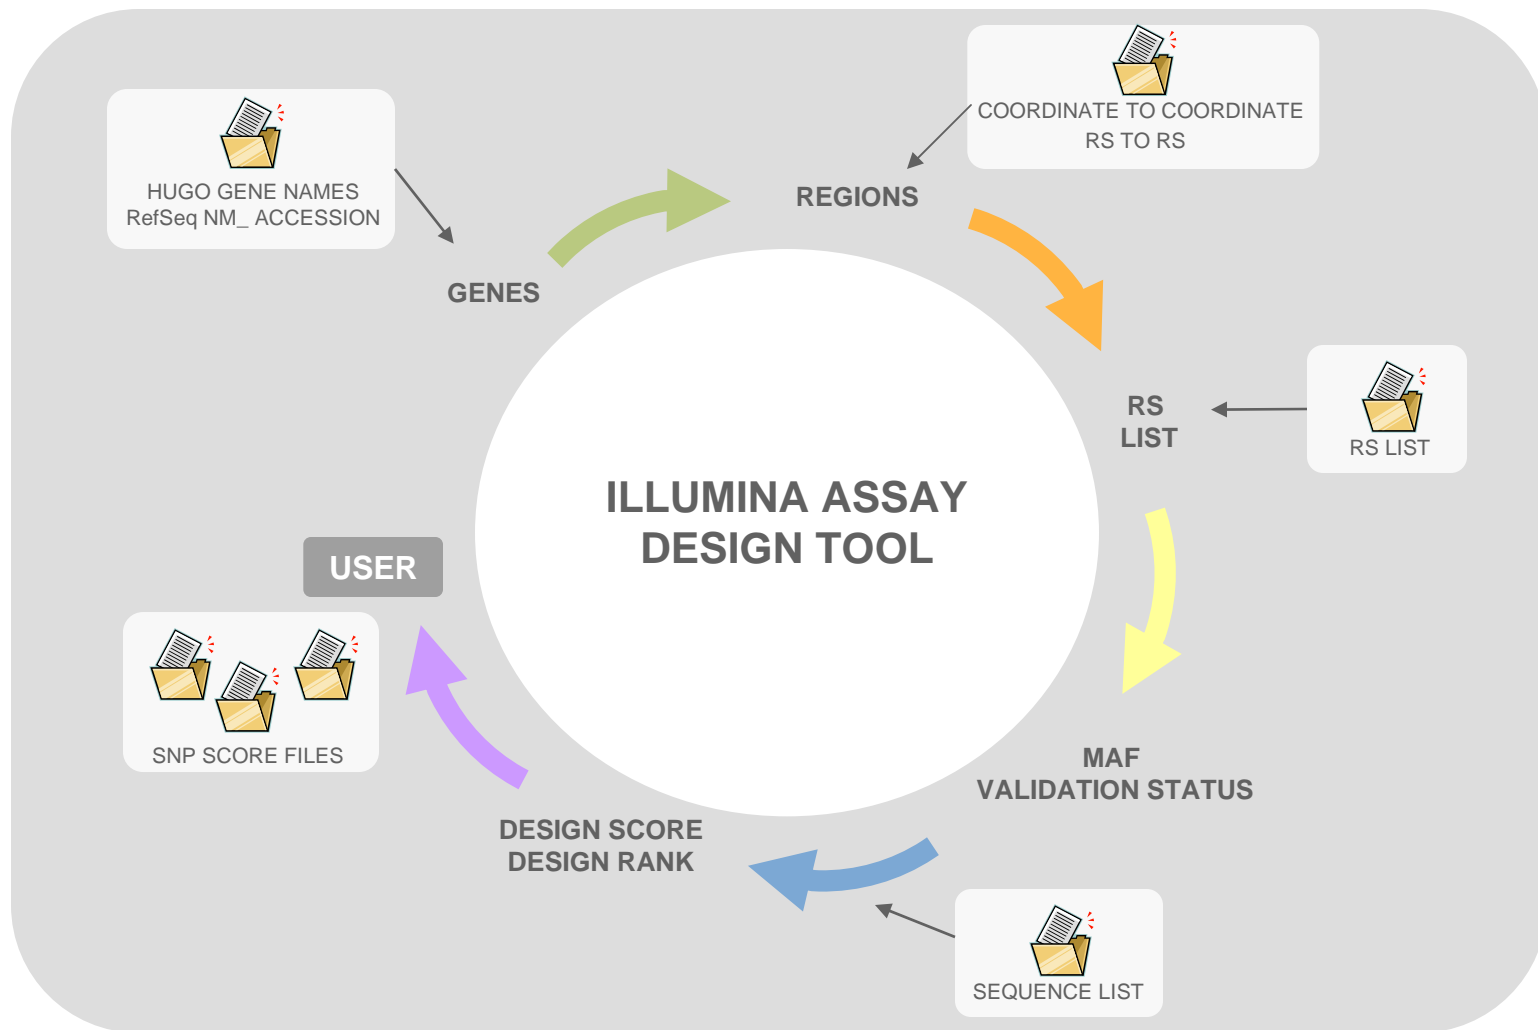 COORDINATE TO COORDINATE
RS TO RS
HUGO GENE NAMES
RefSeq NM_ ACCESSION
REGIONS
GENES
RS
LIST
RS LIST
ILLUMINA ASSAY
DESIGN TOOL
USER
SNP SCORE FILES
MAF
VALIDATION STATUS
DESIGN SCORE
DESIGN RANK
SEQUENCE LIST